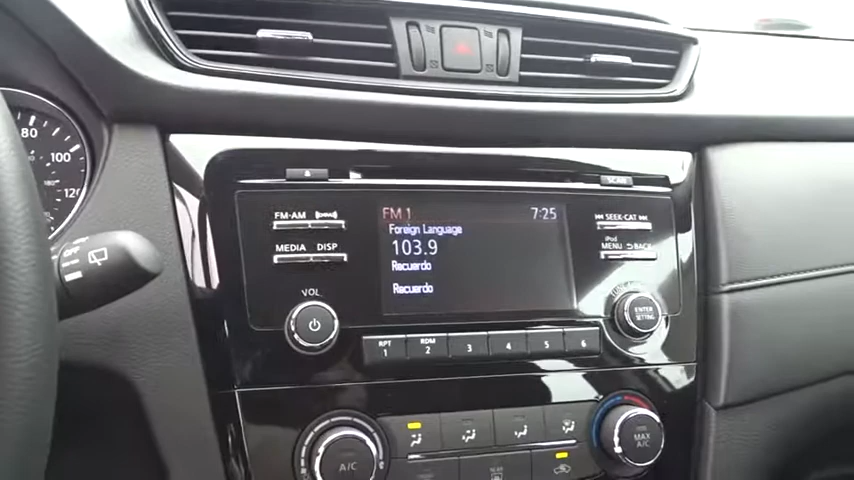 80
100
120
SCAN
FM·AM
MEDIA
DISP
VOL
FM 1
7:25
Foreign Language
103.9
Recuerdo
Recuerdo
SEEK·CAT
iPod
MENU
BACK
ENTER
SETTING
RPT
1
RDM
2
3
4
5
6
A/C
MAX
A/C